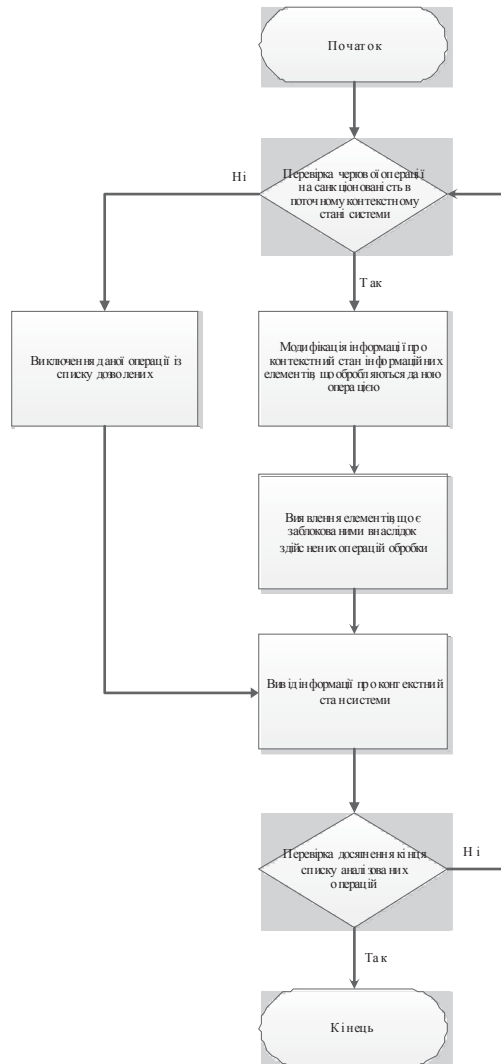 Початок
Перевірка чергової операції
на санкціонованість в
поточному контекстному
стані системи
Ні
Так
Виключення даної операції із
списку дозволених
Модифікація інформації про
контекстний стан інформаційних
елементів, що обробляються даною
операцією
Виявлення елементів, що є
заблокованими внаслідок
здійснених операцій обробки
Вивід інформації про контекстний
стан системи
Перевірка досягнення кінця
списку аналізованих
операцій
Ні
Так
Кінець